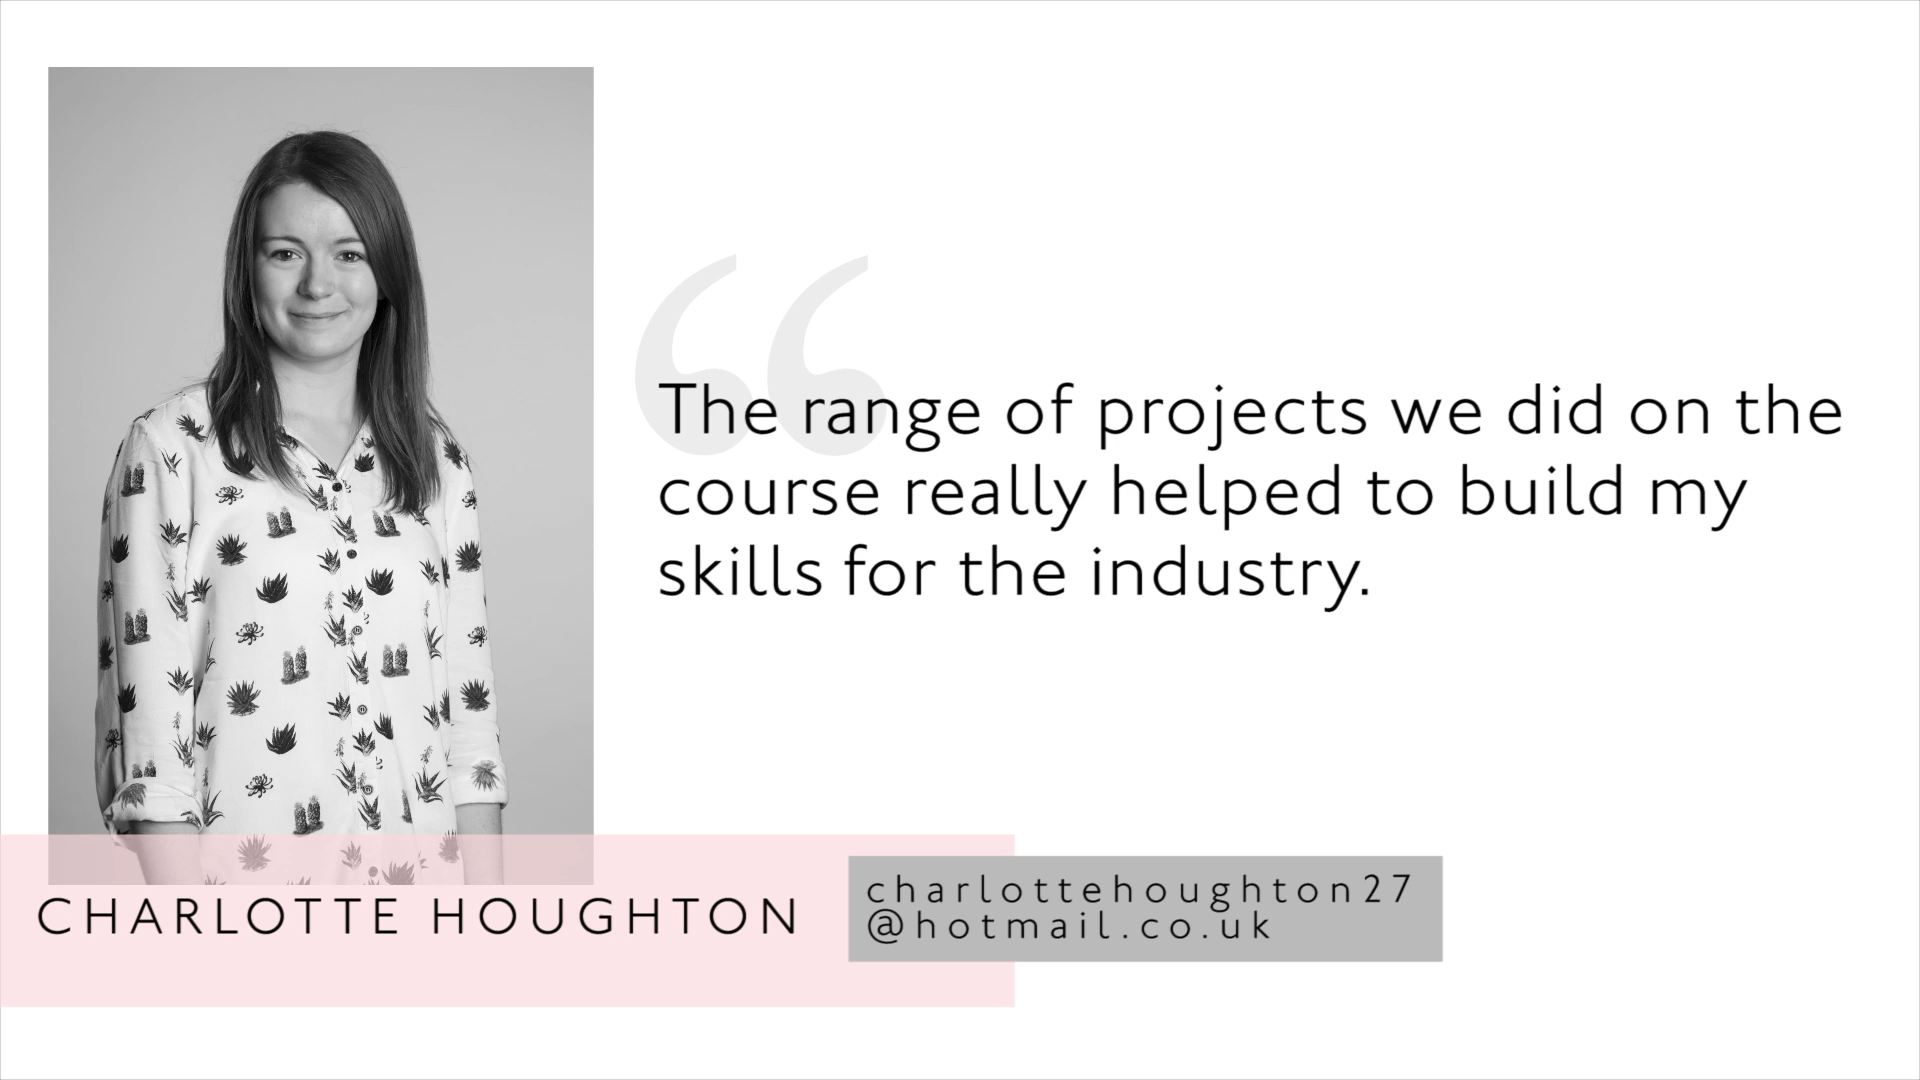 “
The range of projects we did on the
course really helped to build my
skills for the industry.
CHARLOTTE HOUGHTON
charlottehoughton27
@hotmail.co.uk